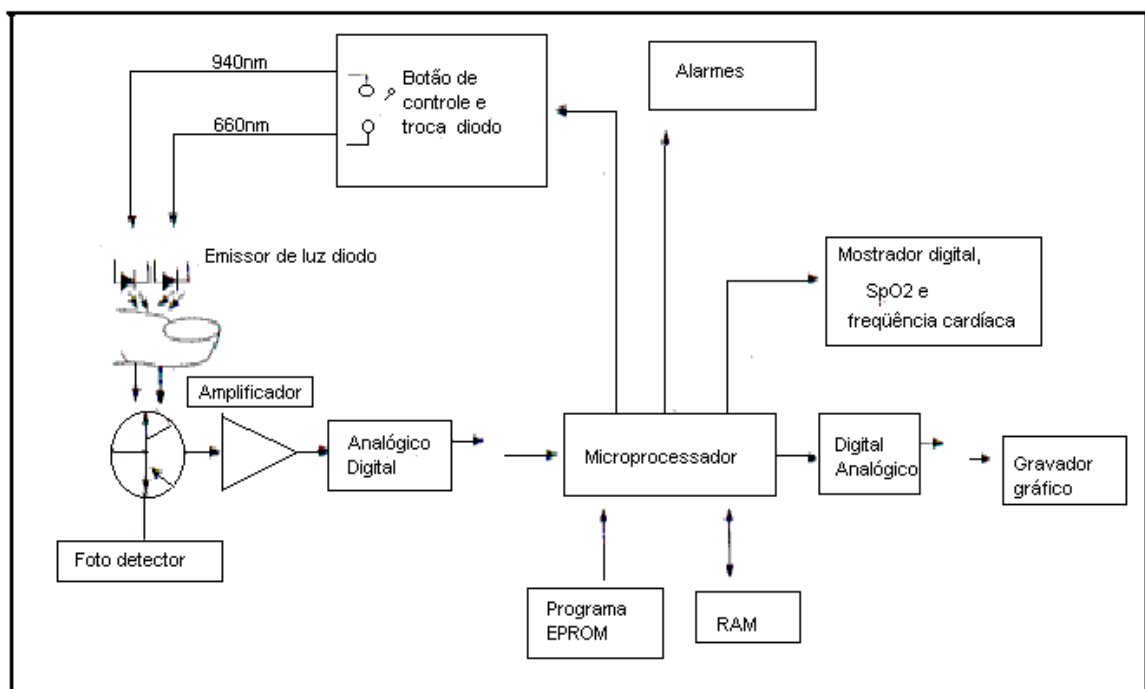 940nm
660nm
Botão de
controle e
troca diodo
Alarmes
Emissor de luz diodo
Mostrador digital,
SpO2 e
freqüência cardíaca
Amplificador
Analógico
Digital
Microprocessador
Digital
Analógico
Gravador
gráfico
Foto detector
Programa
EPROM
RAM